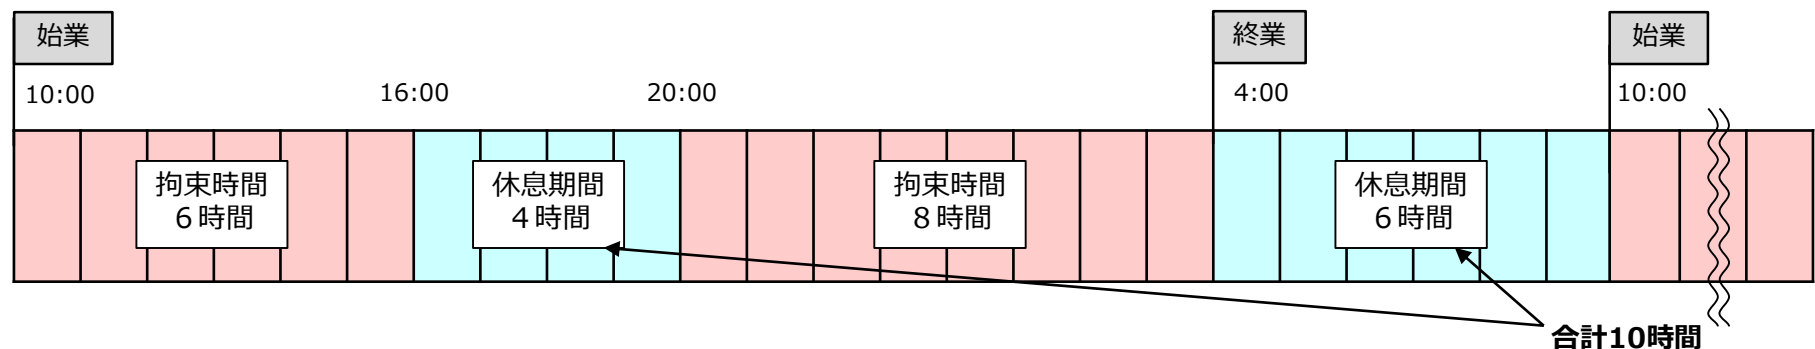 始業
終業
始業
10:00
16:00
20:00
4:00
10:00
拘束時間
６時間
休息期間
４時間
拘束時間
８時間
休息期間
６時間
合計10時間